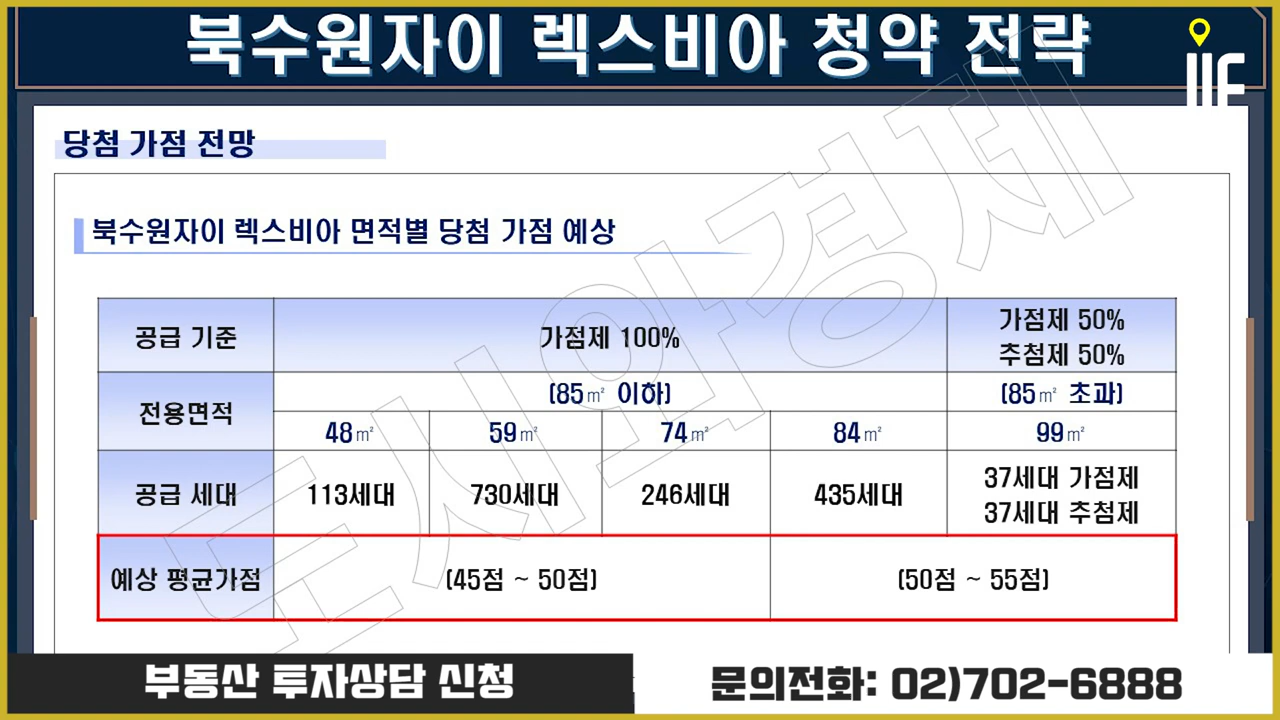 북수원자이 렉스비아 청약 전략
IIF
당첨 가점 전망
북수원자이 렉스비아 면적별 당첨 가점 예상
공급 기준
가점제 100%
가점제 50%
추첨제 50%
전용면적
(85㎡ 이하)
(85㎡ 초과)
48㎡
59㎡
74㎡
84㎡
99㎡
공급 세대
113세대
730세대
246세대
435세대
37세대 가점제
37세대 추첨제
예상 평균가점
(45점 ~ 50점)
(50점 ~ 55점)
도시와경제
부동산 투자상담 신청
문의전화: 02)702-6888